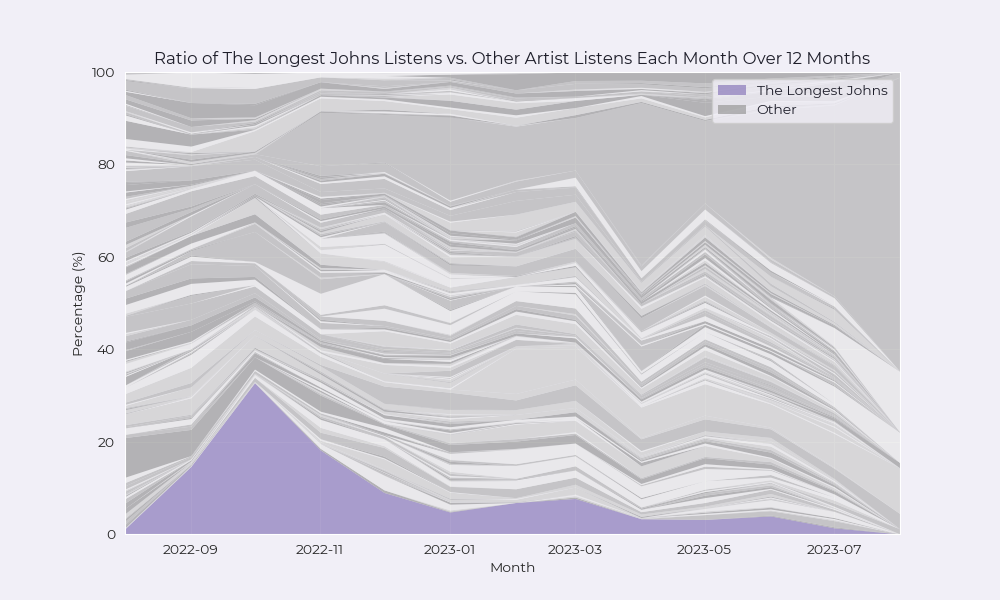 Ratio of The Longest Johns Listens vs. Other Artist Listens Each Month Over 12 Months
100
80
60
40
20
0
Percentage (%)
The Longest Johns
Other
2022-09
2022-11
2023-01
2023-03
2023-05
2023-07
Month